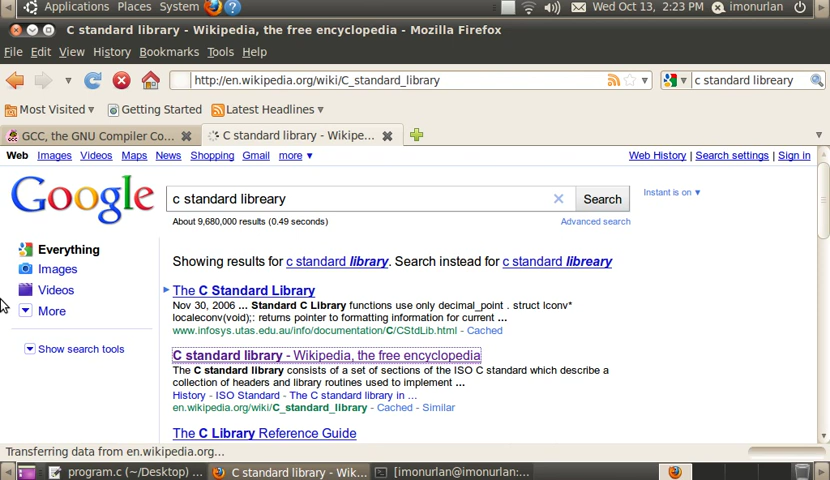 Applications Places System Wed Oct 13, 2:23 PM imonurlan
C standard library - Wikipedia, the free encyclopedia - Mozilla Firefox
File Edit View History Bookmarks Tools Help
http://en.wikipedia.org/wiki/C_standard_library c standard libreary
Most Visited Getting Started Latest Headlines
GCC, the GNU Compiler Co... C standard library - Wikipe...
Web Images Videos Maps News Shopping Gmail more Web History | Search settings | Sign in
Google c standard libreary Search Instant is on
About 9,680,000 results (0.49 seconds) Advanced search
Everything
Images
Videos
More
Show search tools
Showing results for c standard library. Search instead for c standard libreary
The C Standard Library
Nov 30, 2006 ... Standard C Library functions use only decimal_point . struct lconv*
localeconv(void);: returns pointer to formatting information for current ...
www.infosys.utas.edu.au/info/documentation/C/CStdLib.html - Cached
C standard library - Wikipedia, the free encyclopedia
The C standard library consists of a set of sections of the ISO C standard which describe a
collection of headers and library routines used to implement ...
History - ISO Standard - The C standard library in ...
en.wikipedia.org/wiki/C_standard_library - Cached - Similar
The C Library Reference Guide
Transferring data from en.wikipedia.org...
program.c (~/Desktop) ... C standard library - Wik... [imonurlan@imonurlan:...